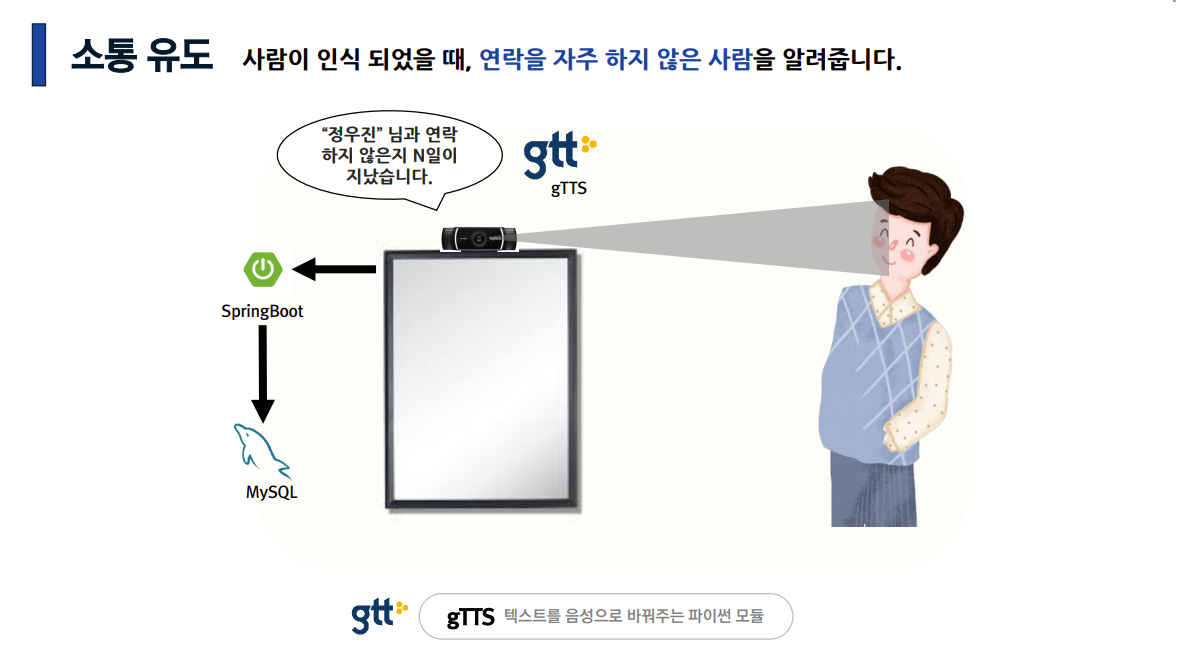 소통 유도
사람이 인식 되었을 때, 연락을 자주 하지 않은 사람을 알려줍니다.
“정우진” 님과 연락
하지 않은지 N일이
지났습니다.
gtt
gTTS
SpringBoot
MySQL
gtt
gTTS 텍스트를 음성으로 바꿔주는 파이썬 모듈